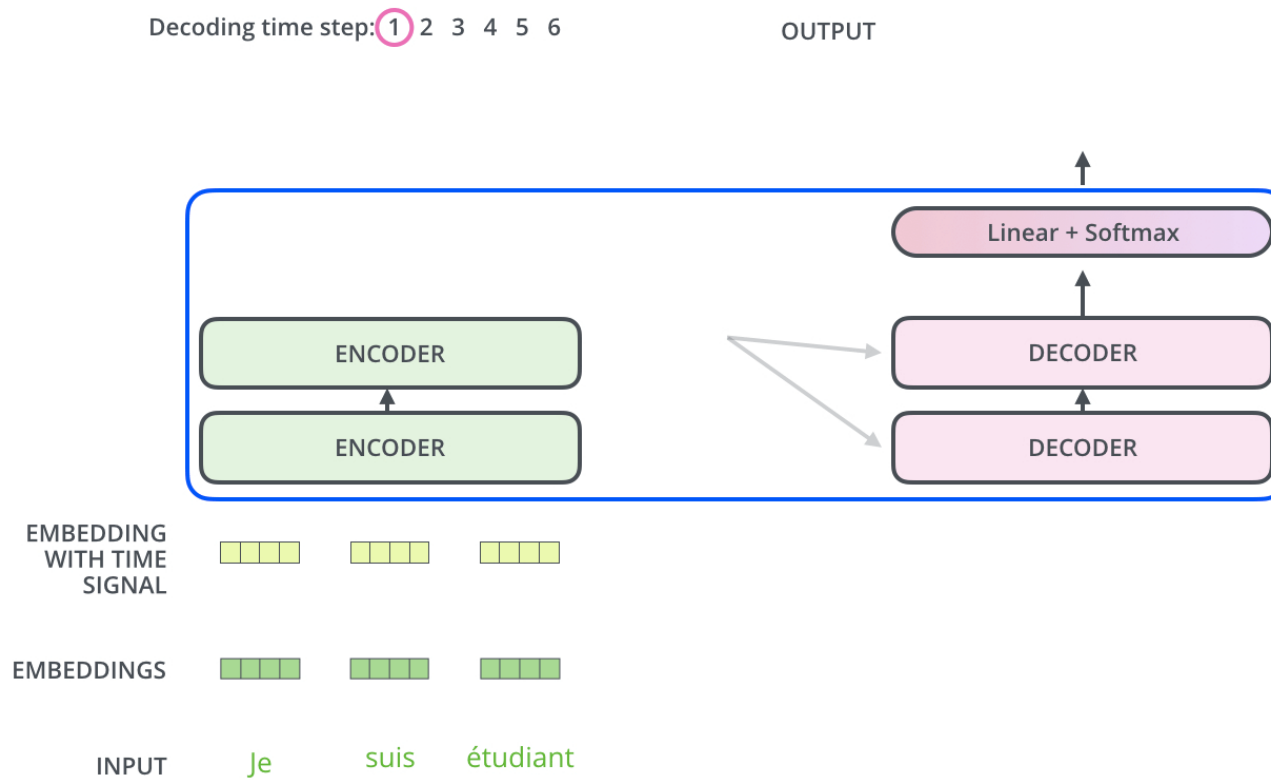 Decoding time step: 1 2 3 4 5 6
OUTPUT
Linear + Softmax
ENCODER
DECODER
ENCODER
DECODER
EMBEDDING
WITH TIME
SIGNAL
EMBEDDINGS
INPUT
Je suis étudiant